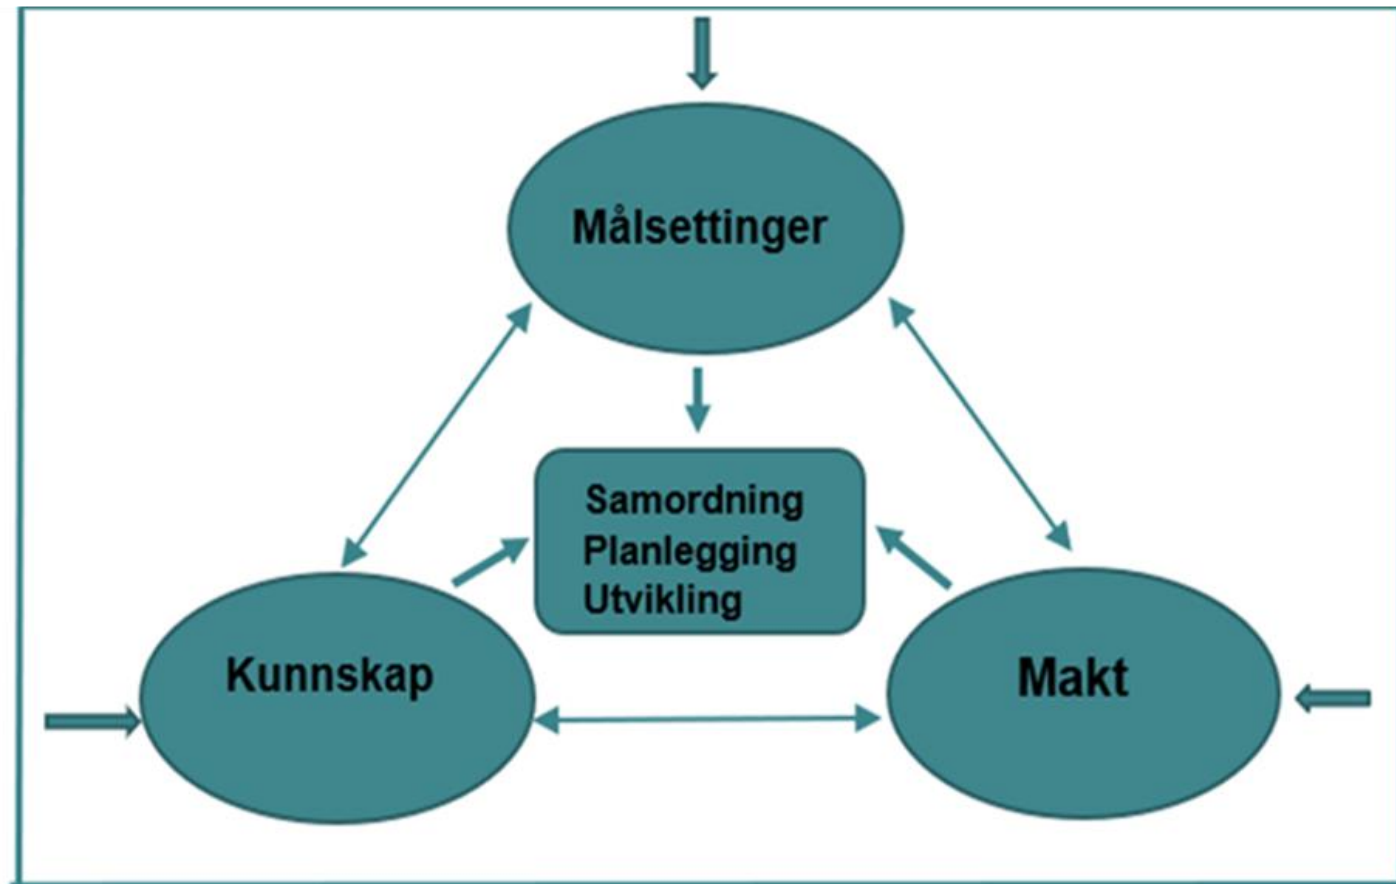 Målsettinger
Samordning
Planlegging
Utvikling
Kunnskap
Makt